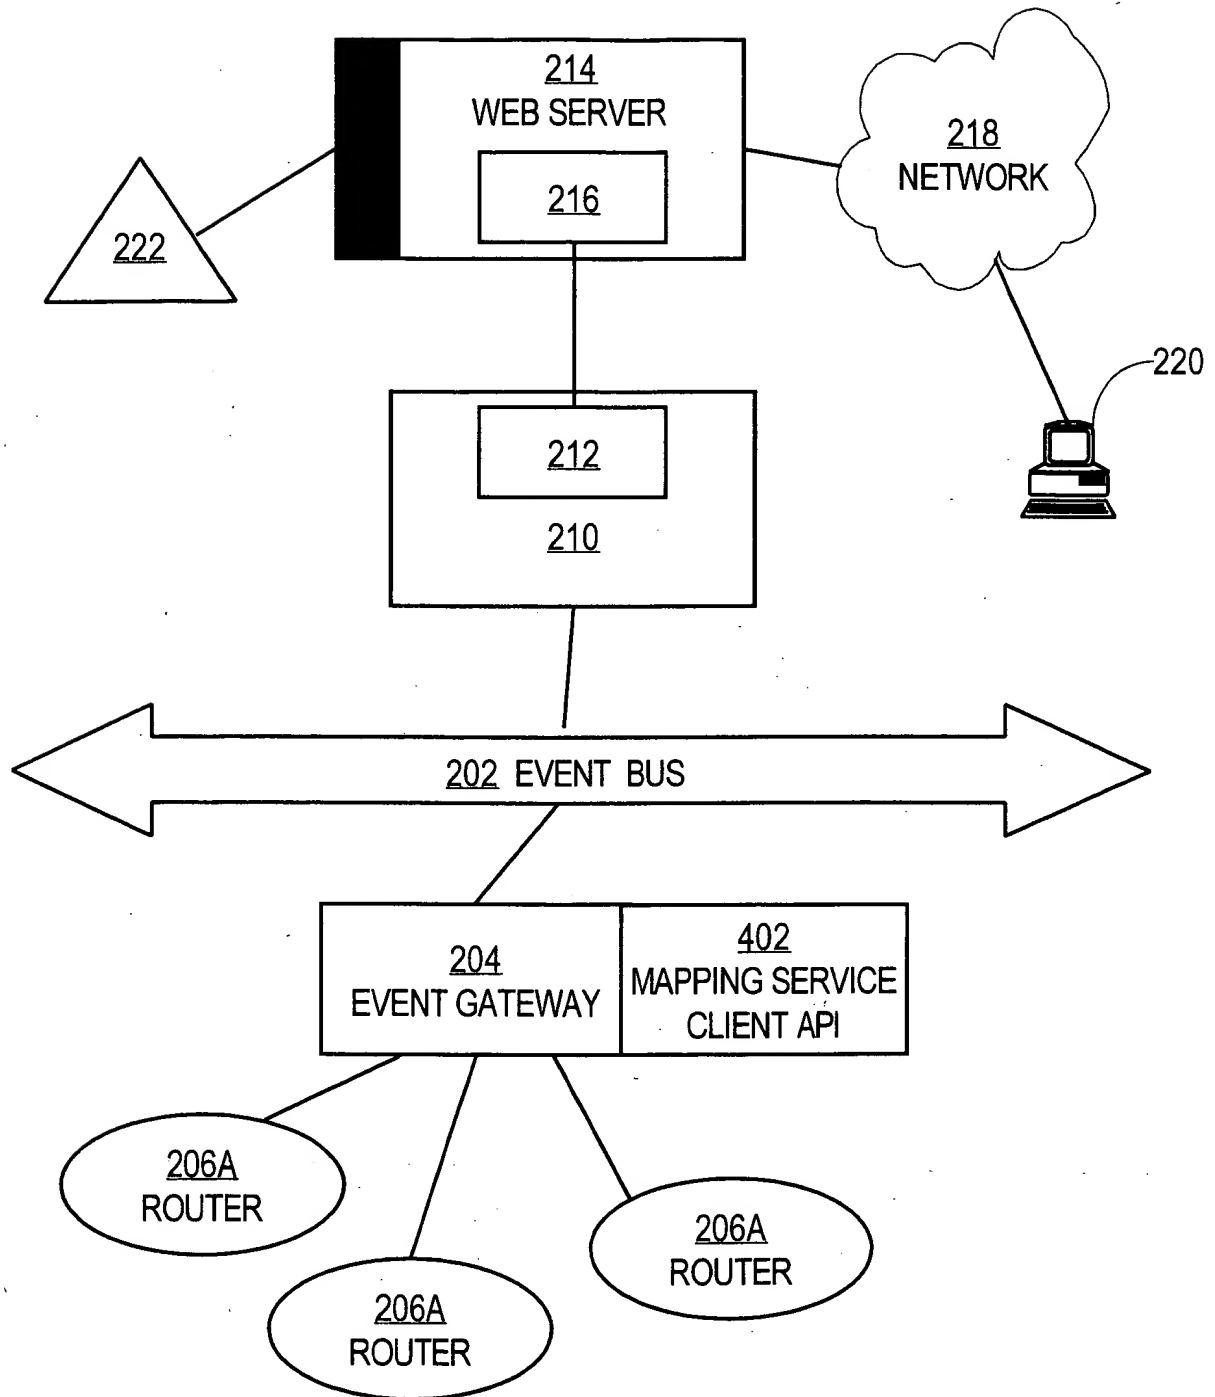 214
WEB SERVER
216
218
NETWORK
222
220
212
210
202 EVENT BUS
204
EVENT GATEWAY
402
MAPPING SERVICE
CLIENT API
206A
ROUTER
206A
ROUTER
206A
ROUTER